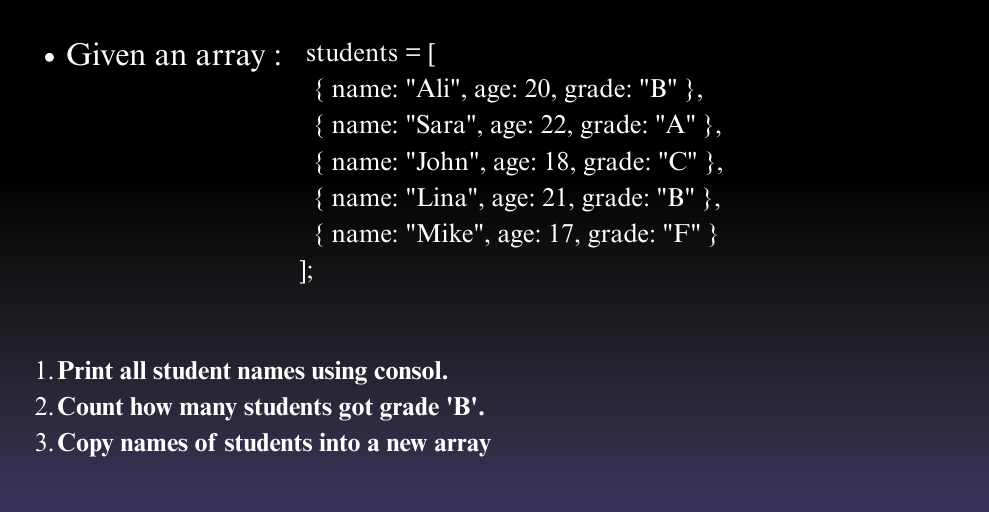 • Given an array : students = [
{ name: "Ali", age: 20, grade: "B" },
{ name: "Sara", age: 22, grade: "A" },
{ name: "John", age: 18, grade: "C" },
{ name: "Lina", age: 21, grade: "B" },
{ name: "Mike", age: 17, grade: "F" }
];
1. Print all student names using consol.
2. Count how many students got grade 'B'.
3. Copy names of students into a new array